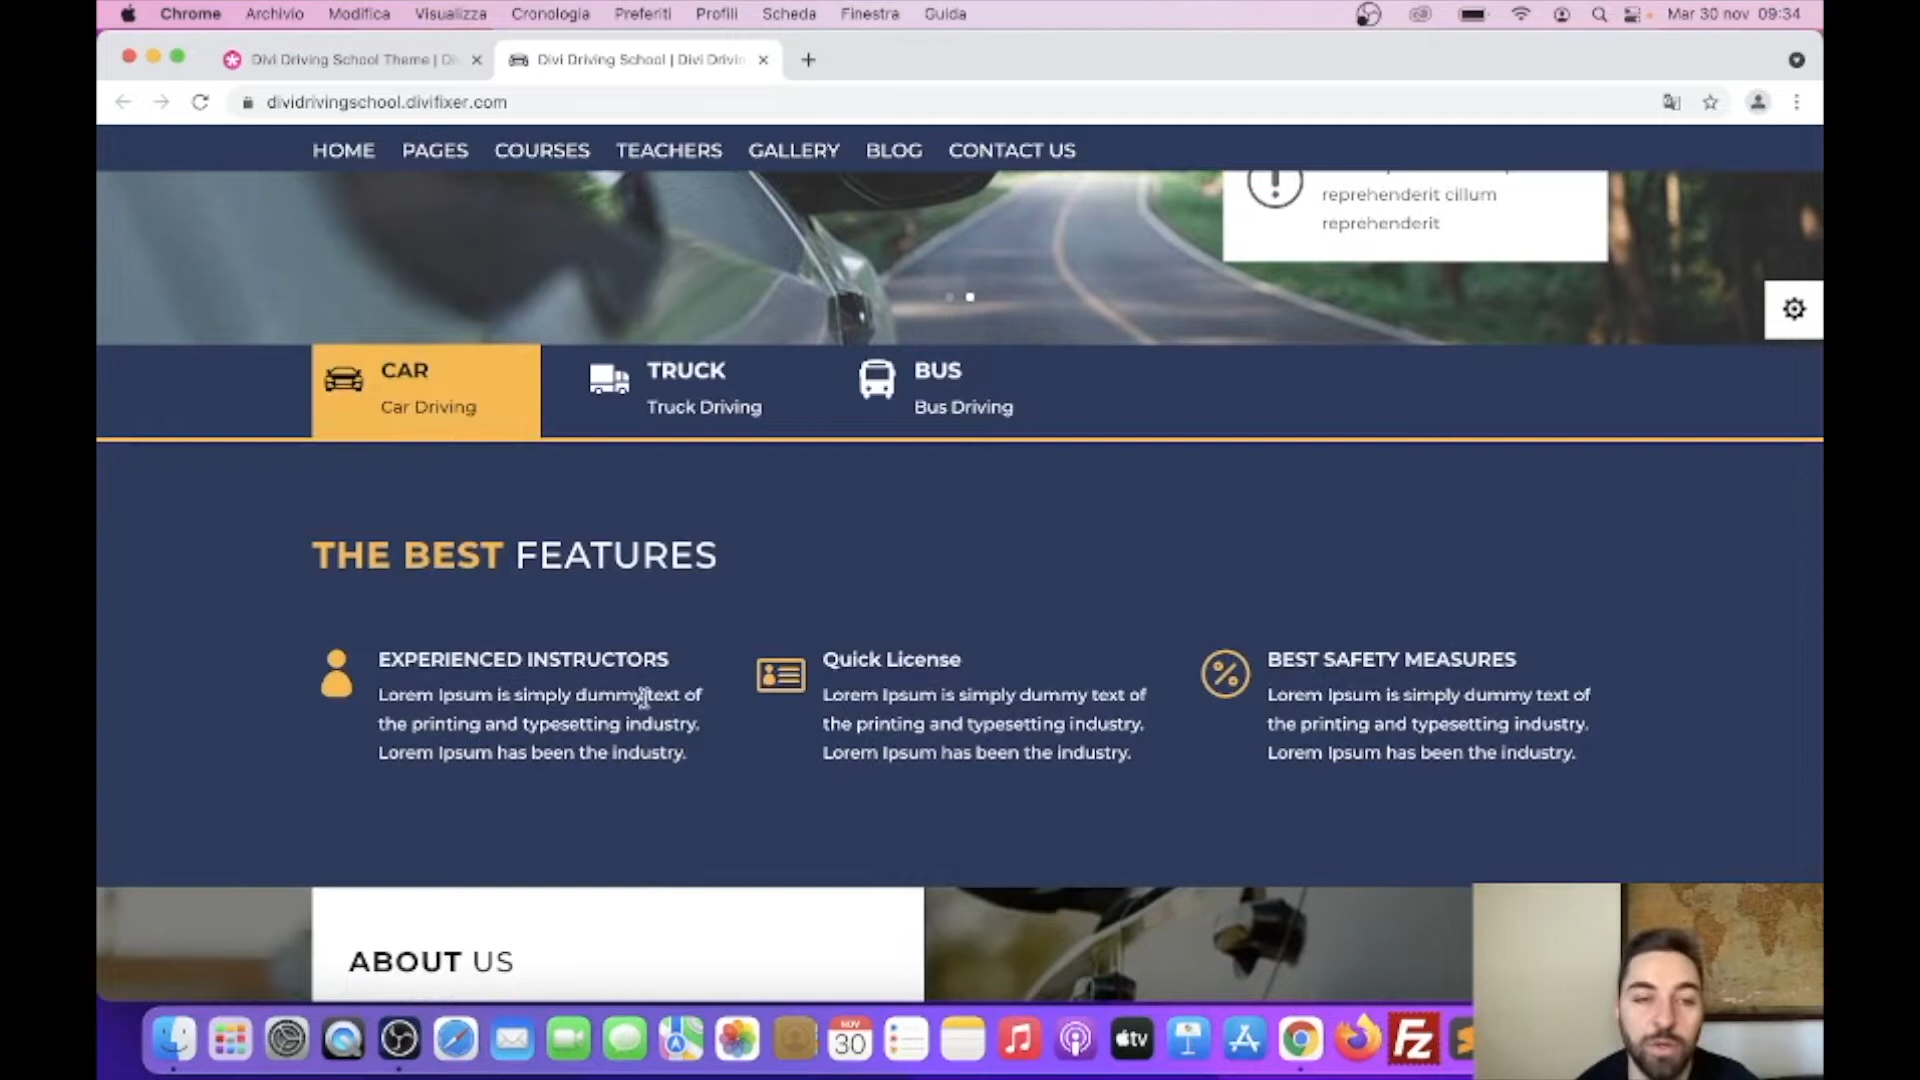 Chrome Archivio Modifica Visualizza Cronologia Preferiti Profili Scheda Finestra Guida Mar 30 nov 09:34
Divi Driving School Theme | Di Divi Driving School | Divi Drivin
dividrivingschool.divifixer.com
HOME PAGES COURSES TEACHERS GALLERY BLOG CONTACT US
reprehenderit cillum
reprehenderit
CAR TRUCK BUS
Car Driving Truck Driving Bus Driving
THE BEST FEATURES
EXPERIENCED INSTRUCTORS
Lorem Ipsum is simply dummy text of
the printing and typesetting industry.
Lorem Ipsum has been the industry.
Quick License
Lorem Ipsum is simply dummy text of
the printing and typesetting industry.
Lorem Ipsum has been the industry.
BEST SAFETY MEASURES
Lorem Ipsum is simply dummy text of
the printing and typesetting industry.
Lorem Ipsum has been the industry.
ABOUT US
NOV
30
tv
FZ